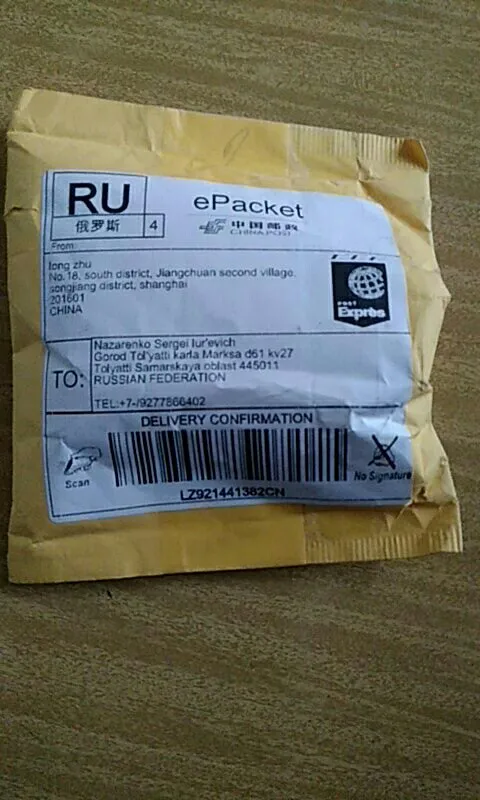 RU
ePacket
俄罗斯 4
中国邮政
CHINA POST
From:
long zhu
No.18, south district, Jiangchuan second village,
songjiang district, shanghai
201601
CHINA
POST
Exprès
TO:
Nazarenko Sergei Iur'evich
Gorod Tol'yatti karla Marksa d61 kv27
Tolyatti Samarskaya oblast 445011
RUSSIAN FEDERATION
TEL:+7-/9277866402
DELIVERY CONFIRMATION
Scan
No Signature
LZ921441382CN